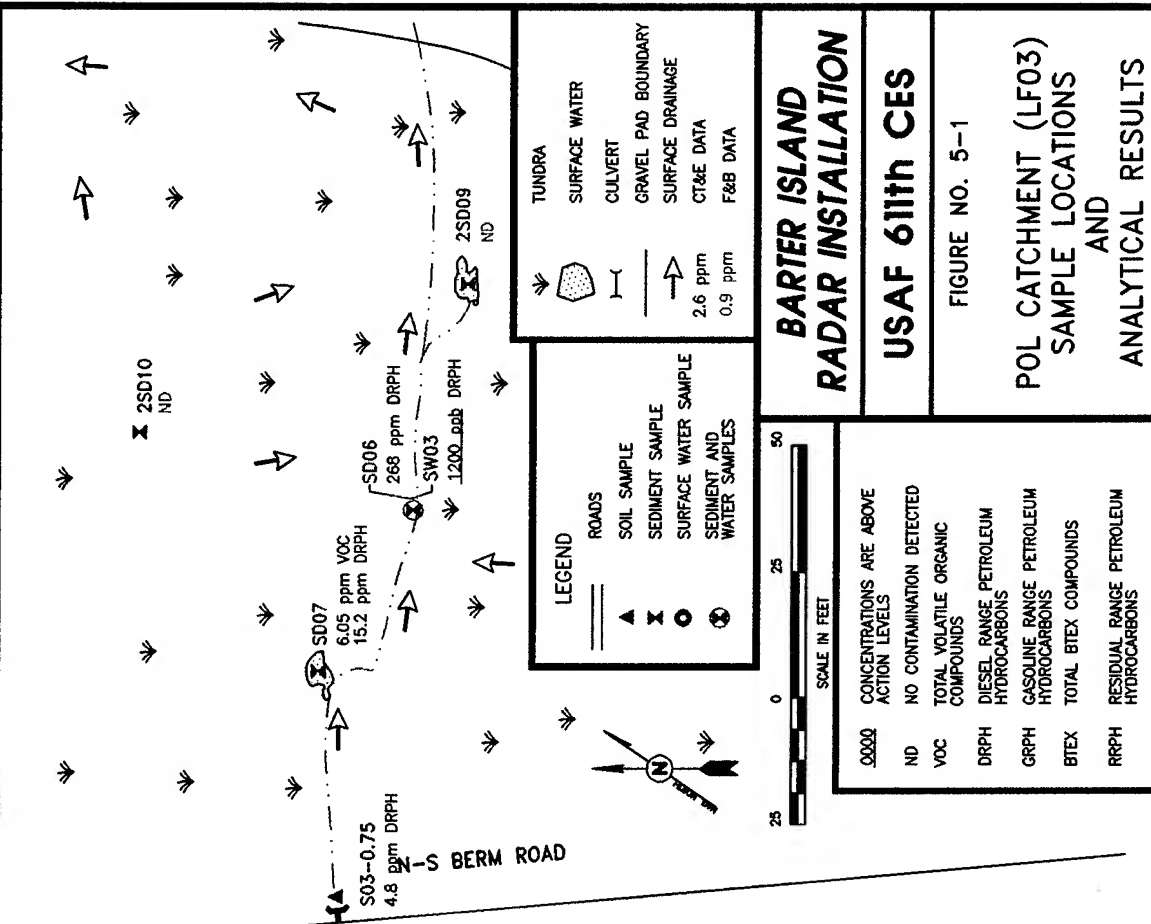 2SD10
ND
SD07
6.05 ppm VOC
15.2 ppm DRPH
SD06
268 ppm DRPH
SW03
1200 ppb DRPH
2SD09
ND
S03-0.75
4.8 ppm DRPH
N-S BERM ROAD
N
LEGEND
ROADS
SOIL SAMPLE
SEDIMENT SAMPLE
SURFACE WATER SAMPLE
SEDIMENT AND
WATER SAMPLES
TUNDRA
SURFACE WATER
CULVERT
GRAVEL PAD BOUNDARY
SURFACE DRAINAGE
2.6 ppm CT&E DATA
0.9 ppm F&B DATA
25 0 25 50
SCALE IN FEET
0000 CONCENTRATIONS ARE ABOVE
ACTION LEVELS
ND NO CONTAMINATION DETECTED
VOC TOTAL VOLATILE ORGANIC
COMPOUNDS
DRPH DIESEL RANGE PETROLEUM
HYDROCARBONS
GRPH GASOLINE RANGE PETROLEUM
HYDROCARBONS
BTEX TOTAL BTEX COMPOUNDS
RRPH RESIDUAL RANGE PETROLEUM
HYDROCARBONS
BARTER ISLAND
RADAR INSTALLATION
USAF 611th CES
FIGURE NO. 5-1
POL CATCHMENT (LF03)
SAMPLE LOCATIONS
AND
ANALYTICAL RESULTS